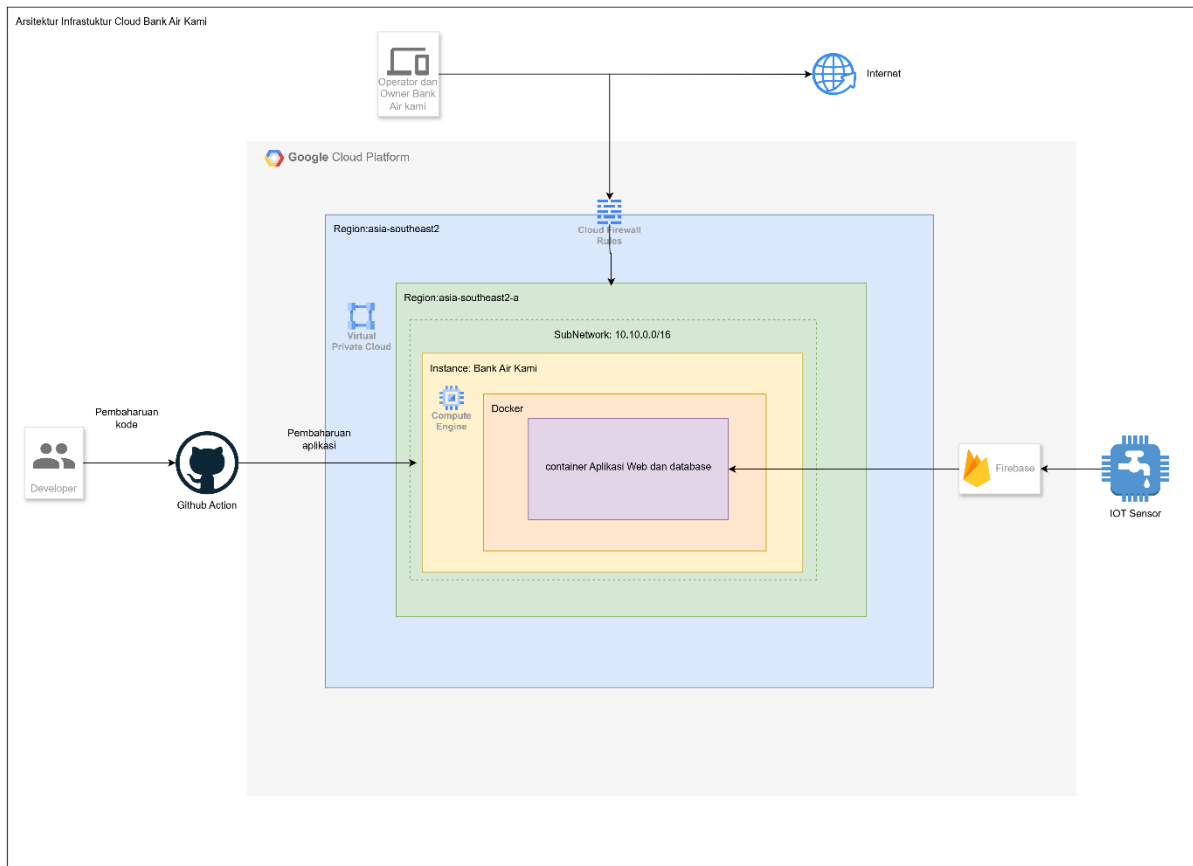 Arsitektur Infrastuktur Cloud Bank Air Kami
Operator dan
Owner Bank
Air kami
Internet
Google Cloud Platform
Region:asia-southeast2
Cloud Firewall
Rules
Region:asia-southeast2-a
Virtual
Private Cloud
SubNetwork: 10.10.0.0/16
Instance: Bank Air Kami
Compute
Engine
Docker
container Aplikasi Web dan database
Pembaharuan
kode
Pembaharuan
aplikasi
Developer
Github Action
Firebase
IOT Sensor